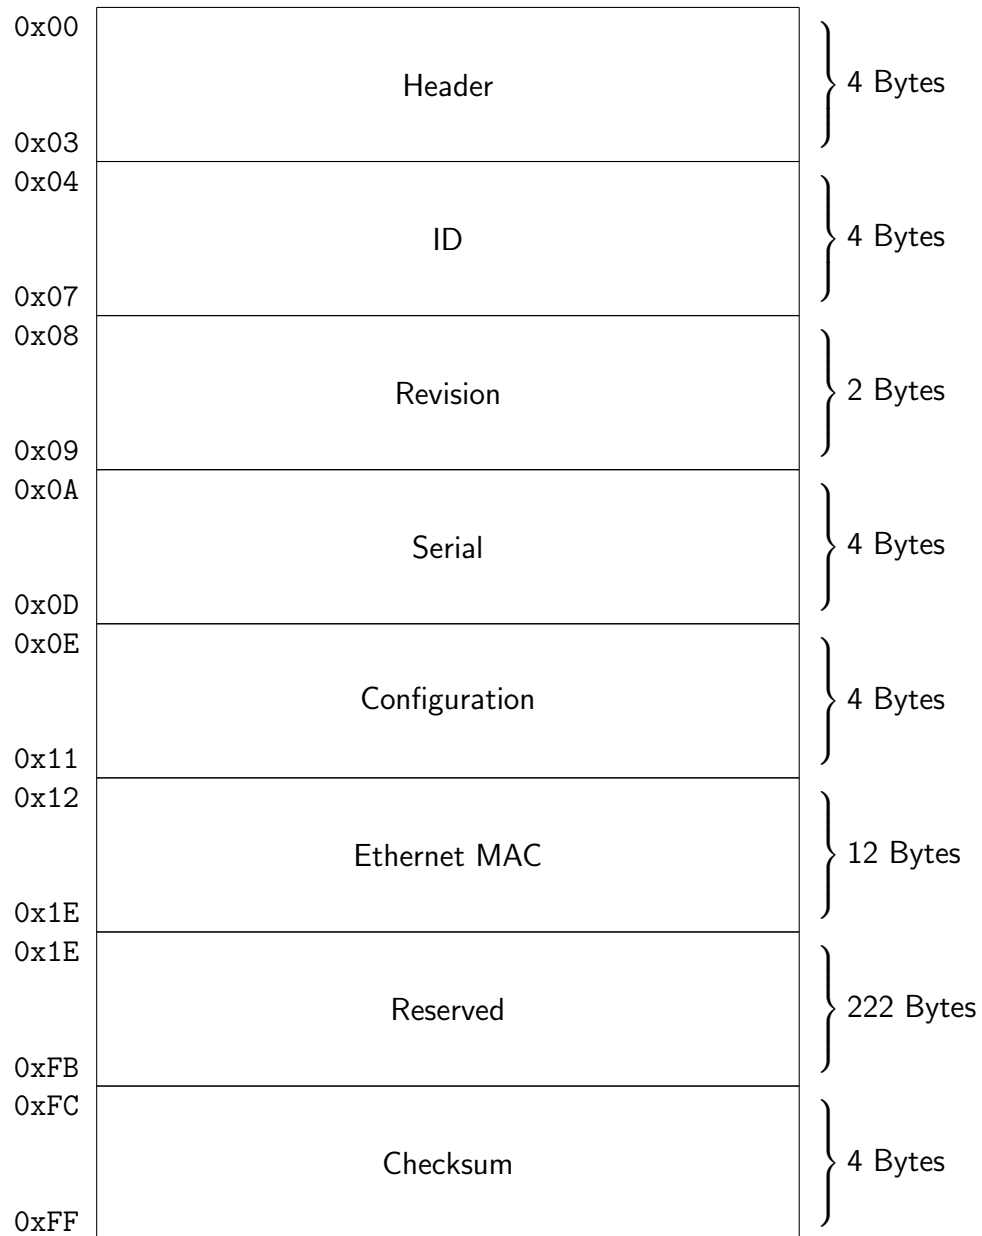 0x00
Header
4 Bytes
0x03
0x04
ID
4 Bytes
0x07
0x08
Revision
2 Bytes
0x09
0x0A
Serial
4 Bytes
0x0D
0x0E
Configuration
4 Bytes
0x11
0x12
Ethernet MAC
12 Bytes
0x1E
0x1E
Reserved
222 Bytes
0xFB
0xFC
Checksum
4 Bytes
0xFF